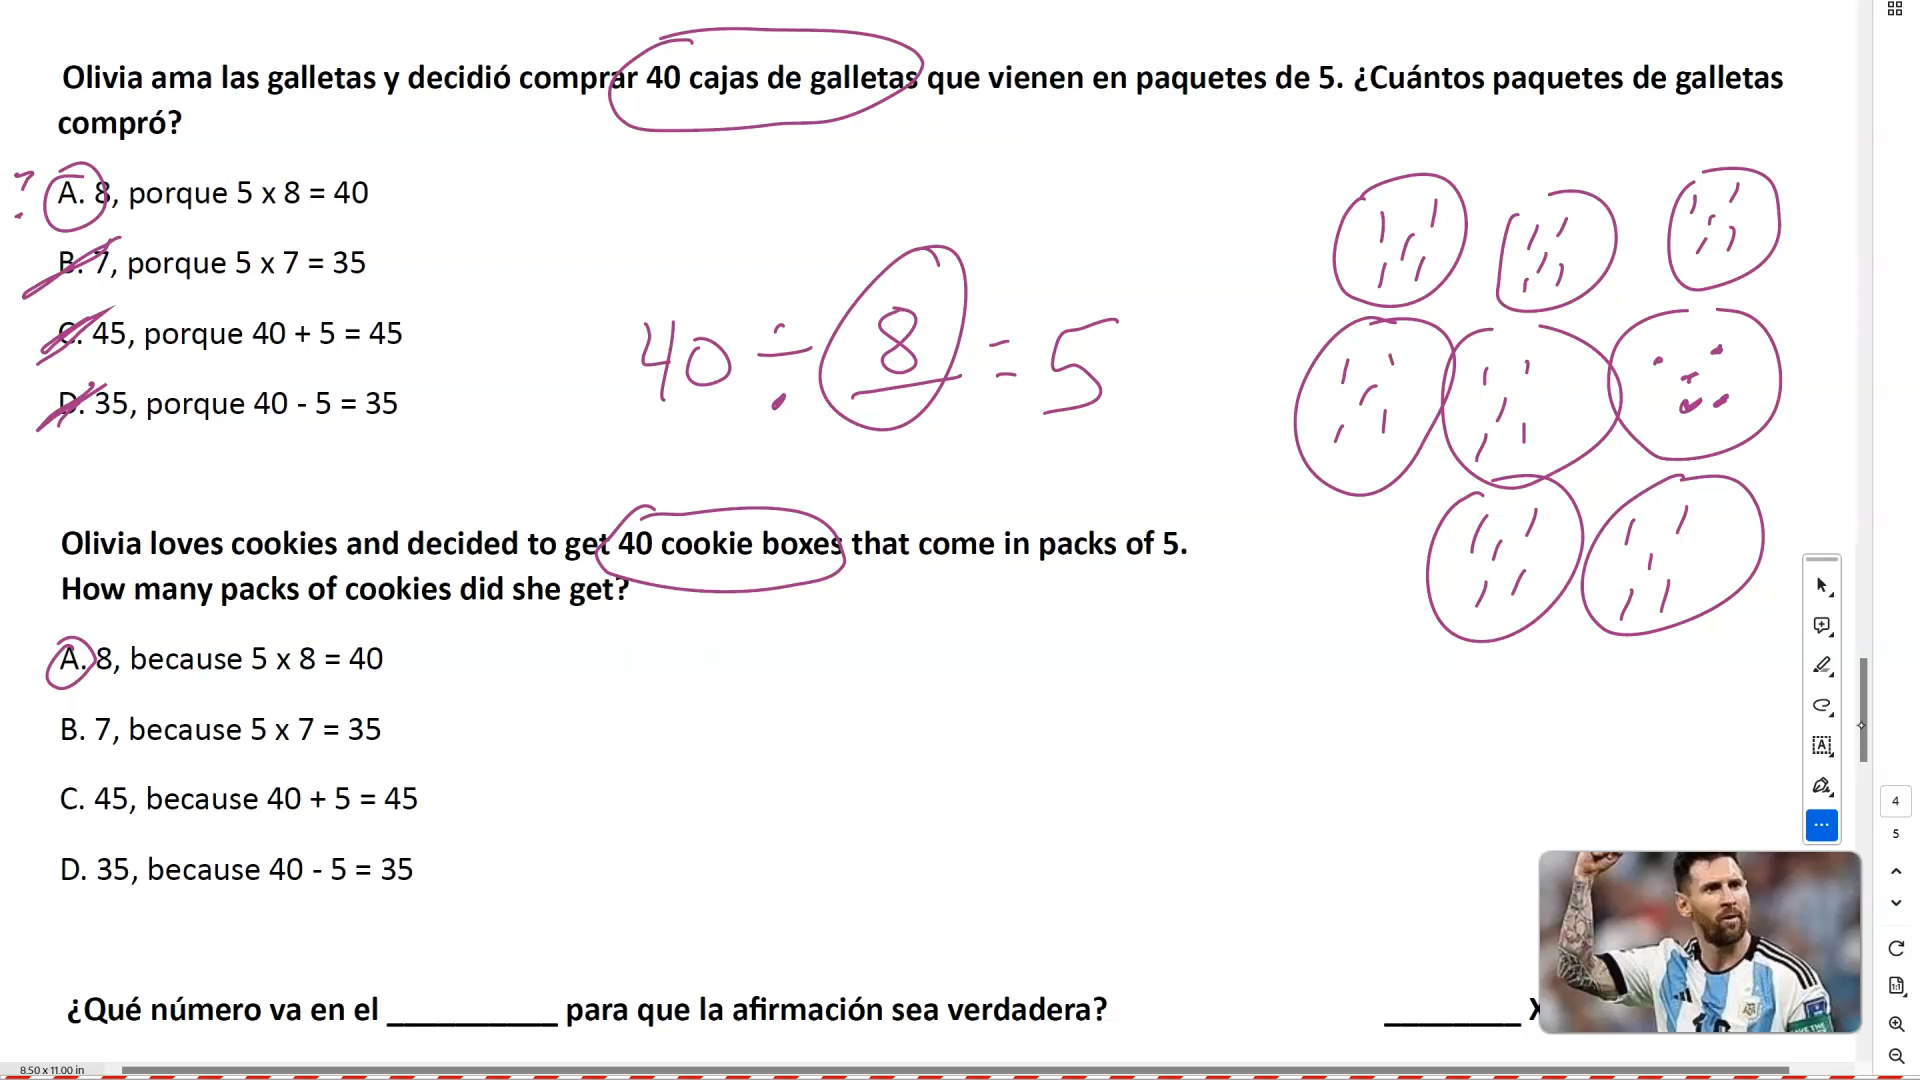 Olivia ama las galletas y decidió comprar 40 cajas de galletas que vienen en paquetes de 5. ¿Cuántos paquetes de galletas
compró?
?
A. 8, porque 5 x 8 = 40
B. 7, porque 5 x 7 = 35
C. 45, porque 40 + 5 = 45
D. 35, porque 40 - 5 = 35
40 ÷ 8 = 5
Olivia loves cookies and decided to get 40 cookie boxes that come in packs of 5.
How many packs of cookies did she get?
A. 8, because 5 x 8 = 40
B. 7, because 5 x 7 = 35
C. 45, because 40 + 5 = 45
D. 35, because 40 - 5 = 35
¿Qué número va en el __________ para que la afirmación sea verdadera? ________ X
4
5
8.50 x 11.00 in